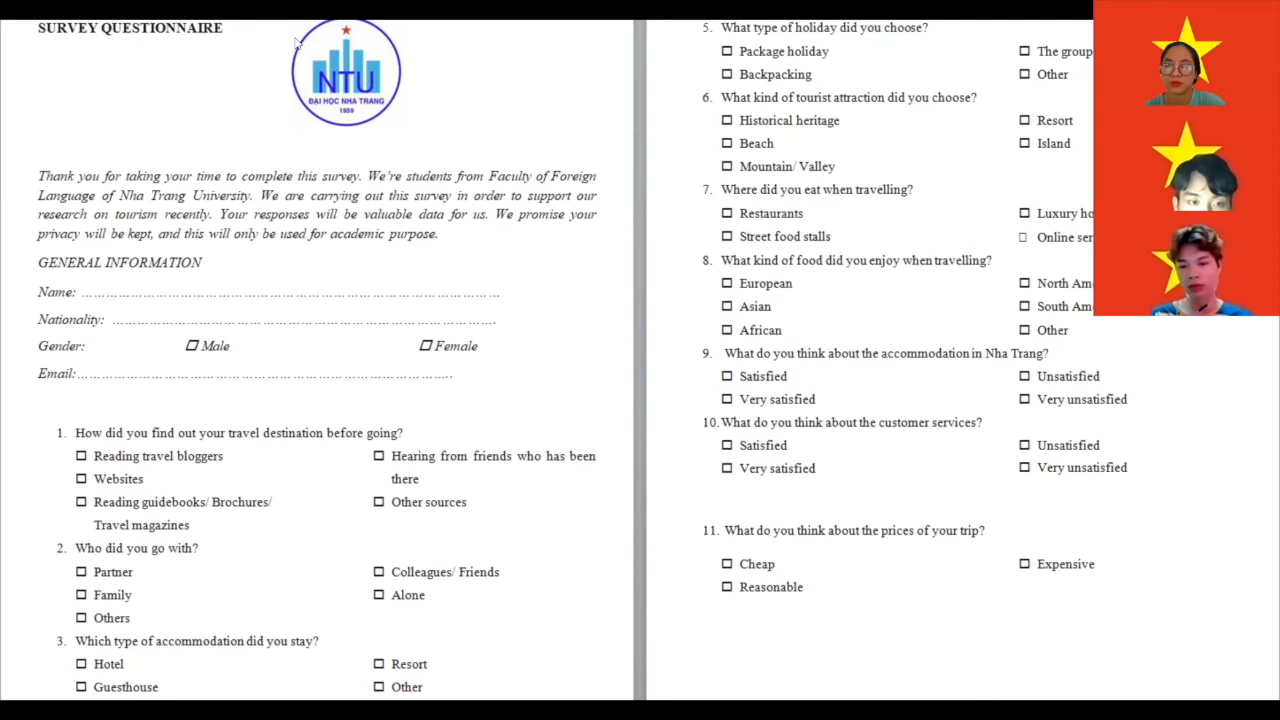 SURVEY QUESTIONNAIRE
NTU
ĐẠI HỌC NHA TRANG
1959
Thank you for taking your time to complete this survey. We're students from Faculty of Foreign
Language of Nha Trang University. We are carrying out this survey in order to support our
research on tourism recently. Your responses will be valuable data for us. We promise your
privacy will be kept, and this will only be used for academic purpose.
GENERAL INFORMATION
Name: ……………………………………………………………………………………
Nationality: ………………………………………………………………………….
Gender: ☐ Male ☐ Female
Email:………………………………………………………………………..
1. How did you find out your travel destination before going?
☐ Reading travel bloggers
☐ Websites
☐ Reading guidebooks/ Brochures/
Travel magazines
☐ Hearing from friends who has been
there
☐ Other sources
2. Who did you go with?
☐ Partner
☐ Family
☐ Others
☐ Colleagues/ Friends
☐ Alone
3. Which type of accommodation did you stay?
☐ Hotel
☐ Guesthouse
☐ Resort
☐ Other
5. What type of holiday did you choose?
☐ Package holiday
☐ Backpacking
☐ The group
☐ Other
6. What kind of tourist attraction did you choose?
☐ Historical heritage
☐ Beach
☐ Mountain/ Valley
☐ Resort
☐ Island
7. Where did you eat when travelling?
☐ Restaurants
☐ Street food stalls
☐ Luxury
☐ Online
8. What kind of food did you enjoy when travelling?
☐ European
☐ Asian
☐ African
☐ North
☐ South
☐ Other
9. What do you think about the accommodation in Nha Trang?
☐ Satisfied
☐ Very satisfied
☐ Unsatisfied
☐ Very unsatisfied
10. What do you think about the customer services?
☐ Satisfied
☐ Very satisfied
☐ Unsatisfied
☐ Very unsatisfied
11. What do you think about the prices of your trip?
☐ Cheap
☐ Reasonable
☐ Expensive